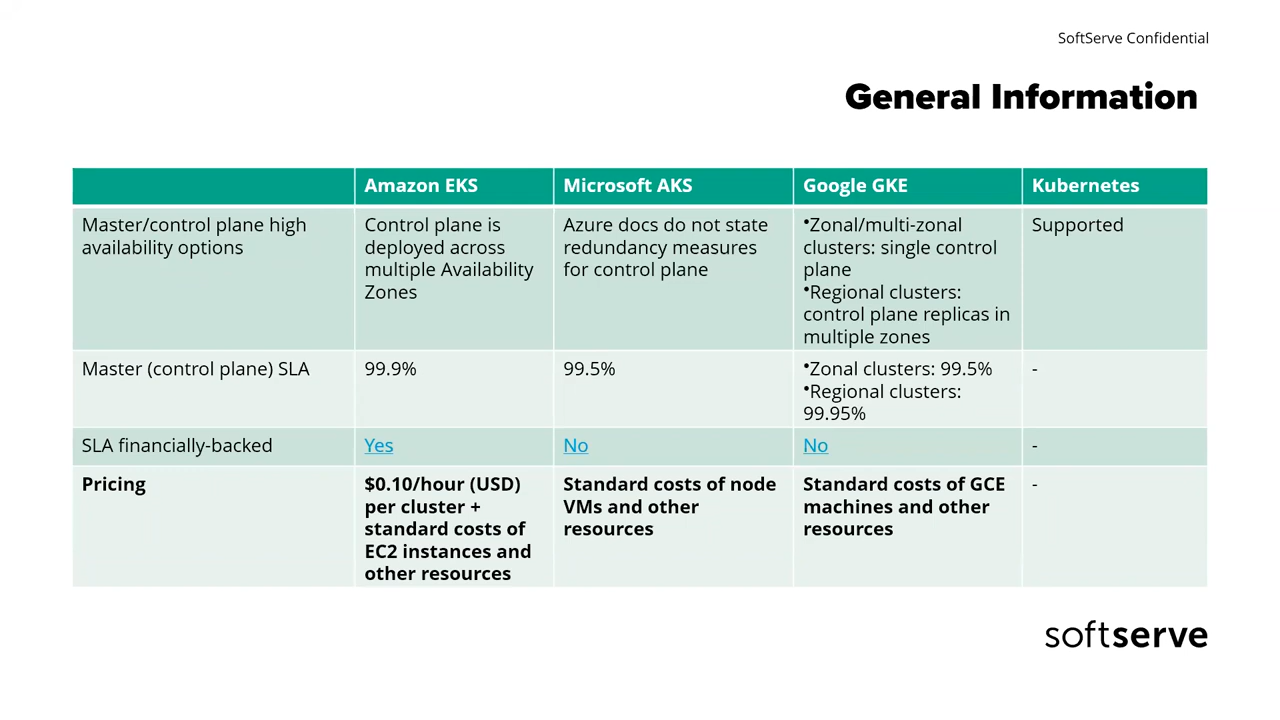 SoftServe Confidential
General Information
Amazon EKS
Microsoft AKS
Google GKE
Kubernetes
Master/control plane high
availability options
Control plane is
deployed across
multiple Availability
Zones
Azure docs do not state
redundancy measures
for control plane
•Zonal/multi-zonal
clusters: single control
plane
•Regional clusters:
control plane replicas in
multiple zones
Supported
Master (control plane) SLA
99.9%
99.5%
•Zonal clusters: 99.5%
•Regional clusters:
99.95%
-
SLA financially-backed
Yes
No
No
-
Pricing
$0.10/hour (USD)
per cluster +
standard costs of
EC2 instances and
other resources
Standard costs of node
VMs and other
resources
Standard costs of GCE
machines and other
resources
-
softserve